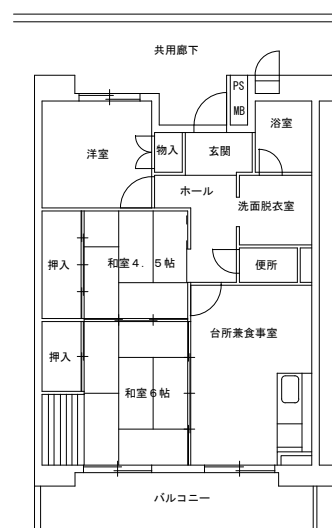 共用廊下
PS
MB
浴室
洋室
物入
玄関
ホール
洗面脱衣室
押入
和室4．5帖
便所
台所兼食事室
押入
和室6帖
バルコニー